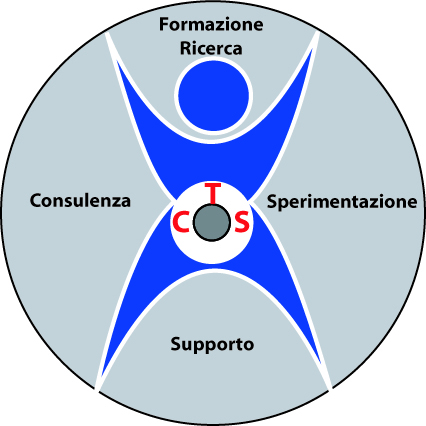 Formazione
Ricerca
Consulenza
T
C S
Sperimentazione
Supporto